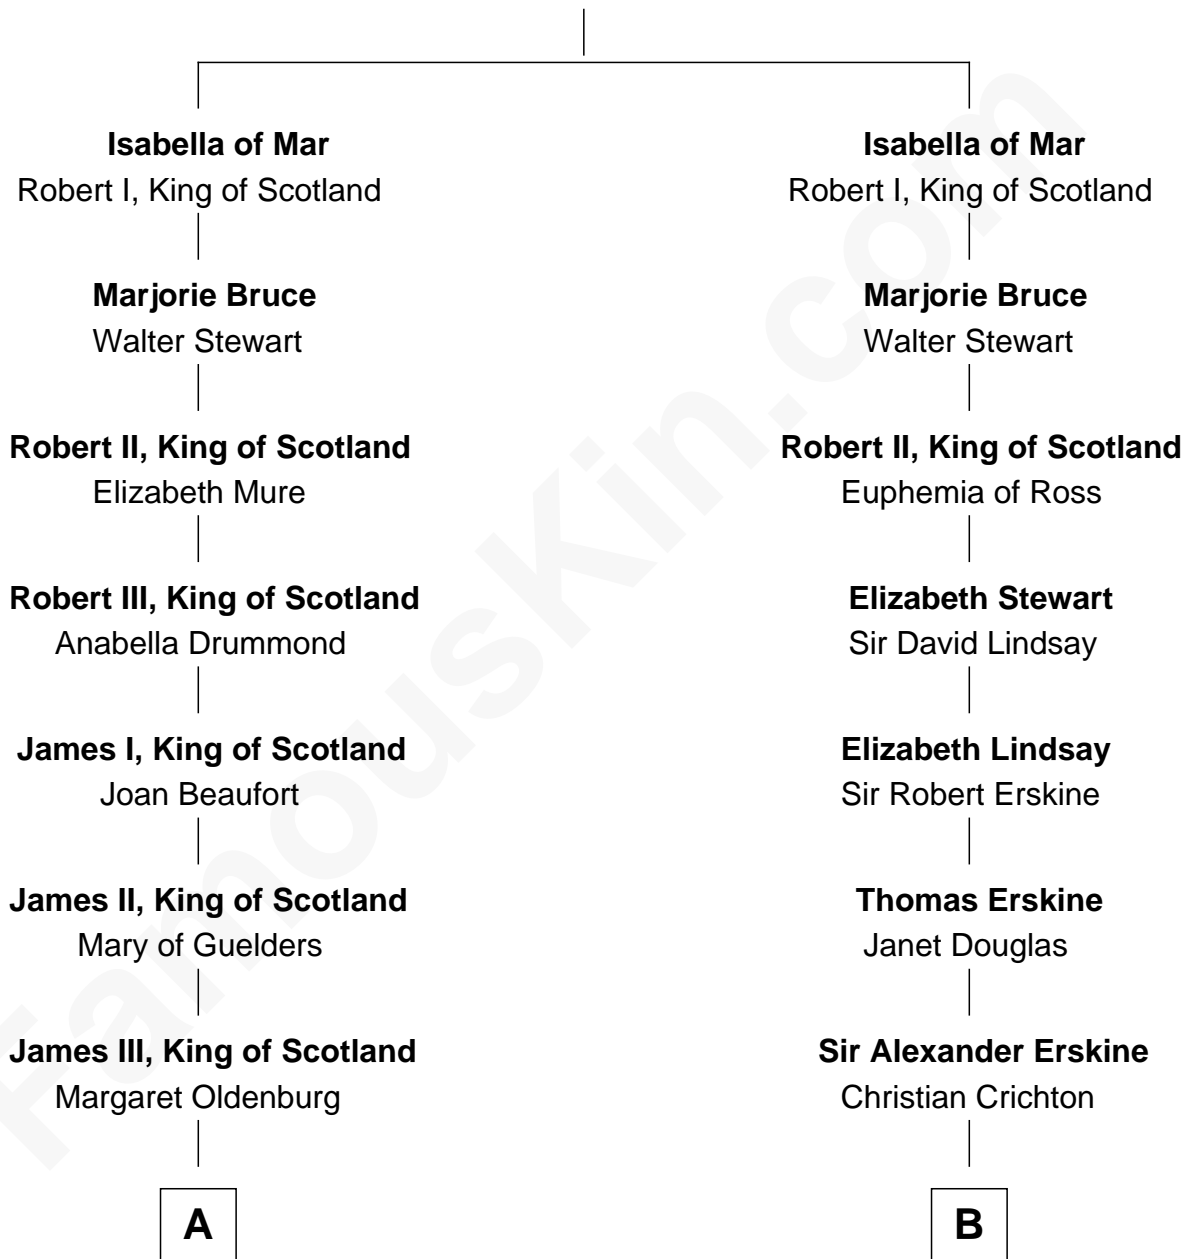 Isabella of Mar
Robert I, King of Scotland
Marjorie Bruce
Walter Stewart
Robert II, King of Scotland
Elizabeth Mure
Robert III, King of Scotland
Anabella Drummond
James I, King of Scotland
Joan Beaufort
James II, King of Scotland
Mary of Guelders
James III, King of Scotland
Margaret Oldenburg
A
Isabella of Mar
Robert I, King of Scotland
Marjorie Bruce
Walter Stewart
Robert II, King of Scotland
Euphemia of Ross
Elizabeth Stewart
Sir David Lindsay
Elizabeth Lindsay
Sir Robert Erskine
Thomas Erskine
Janet Douglas
Sir Alexander Erskine
Christian Crichton
B
FamousKin.com